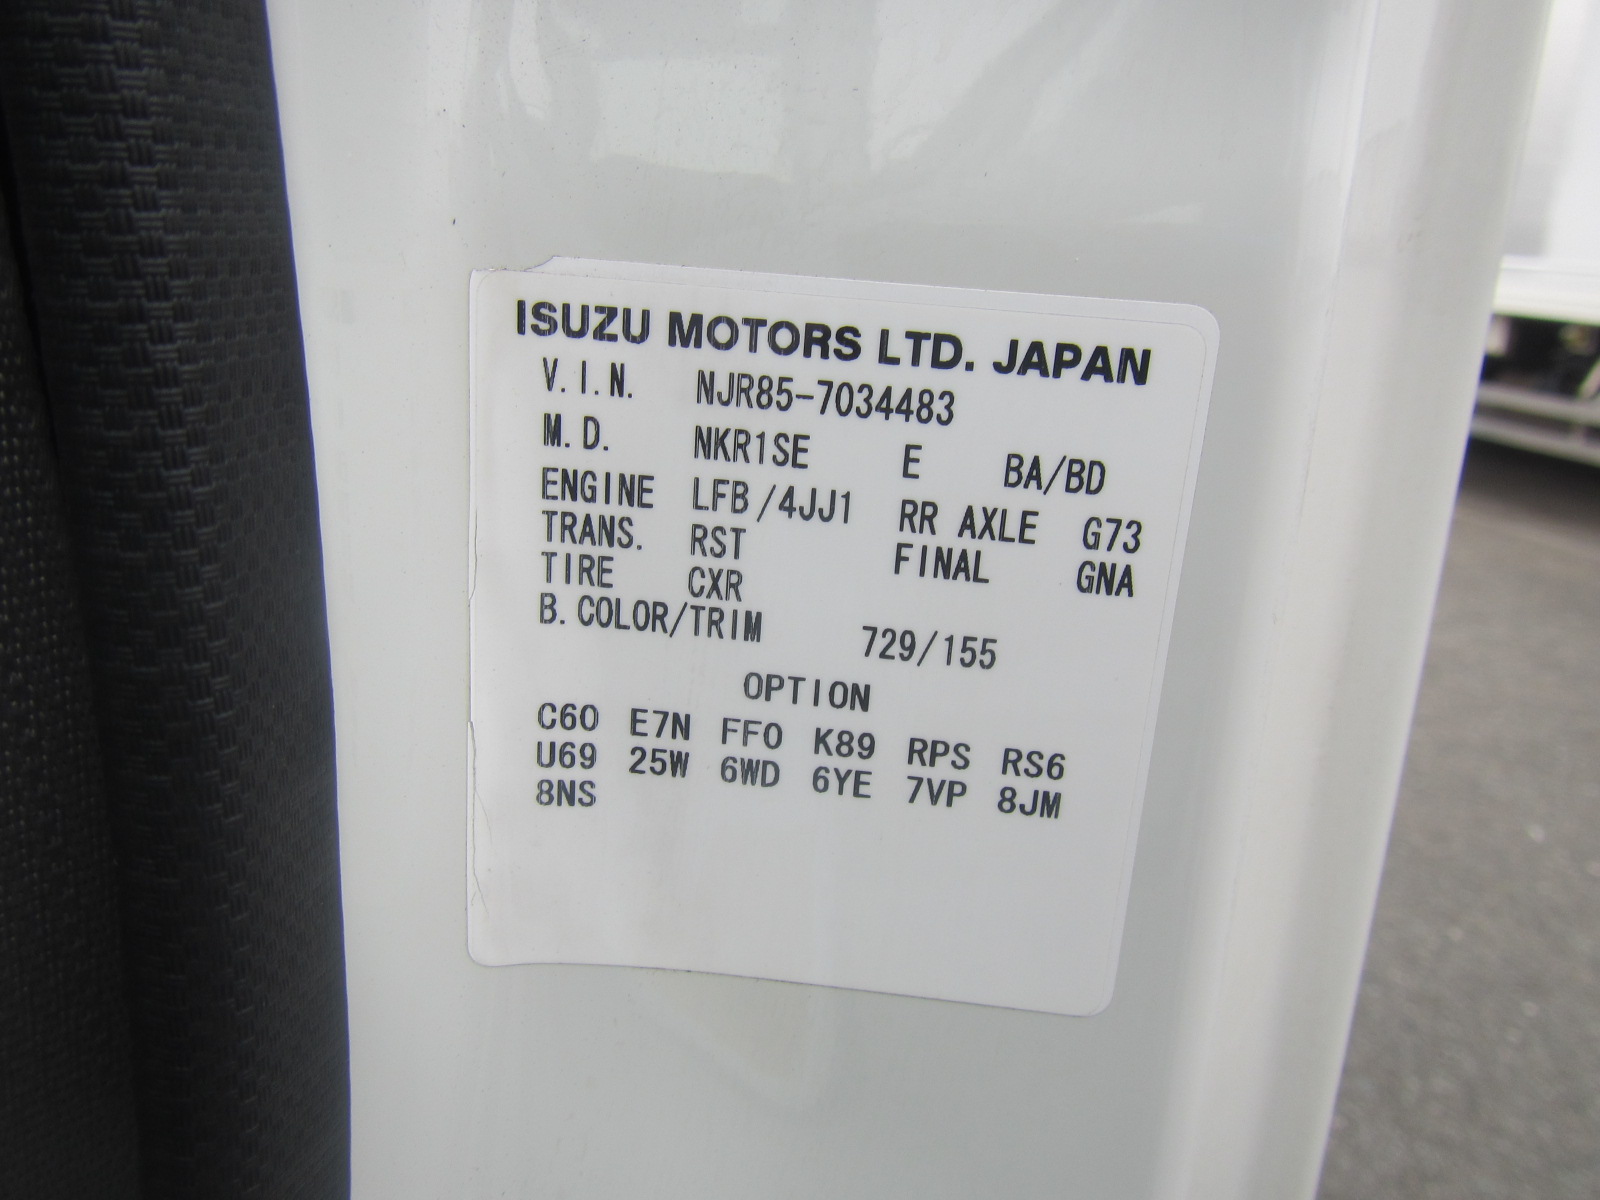 ISUZU MOTORS LTD. JAPAN
V.I.N. NJR85-7034483
M.D. NKR1SE E BA/BD
ENGINE LFB/4JJ1 RR AXLE G73
TRANS. RST FINAL GNA
TIRE CXR
B.COLOR/TRIM 729/155
OPTION
C60 E7N FF0 K89 RPS RS6
U69 25W 6WD 6YE 7VP 8JM
8NS